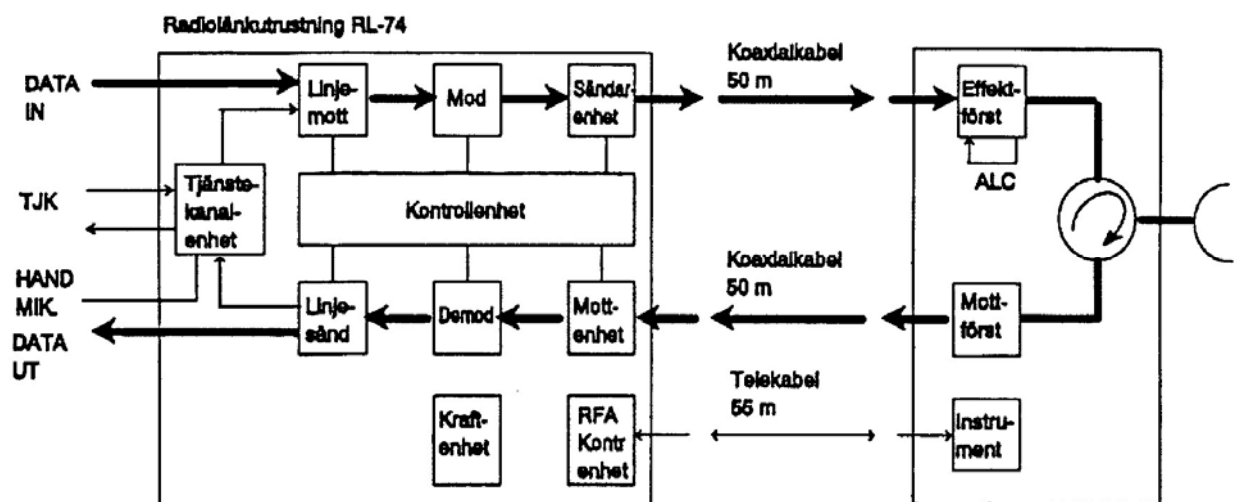 Radiolänkutrustning RL-74
DATA
IN
Linje-
mott
Mod
Sändar-
enhet
Koaxialkabel
50 m
Effekt-
först
ALC
TJK
Tjänste-
kanal-
enhet
Kontrollenhet
HAND
MIK.
DATA
UT
Linje-
sänd
Demod
Mott-
enhet
Koaxialkabel
50 m
Mott-
först
Kraft-
enhet
RFA
Kontr
enhet
Telekabel
55 m
Instru-
ment